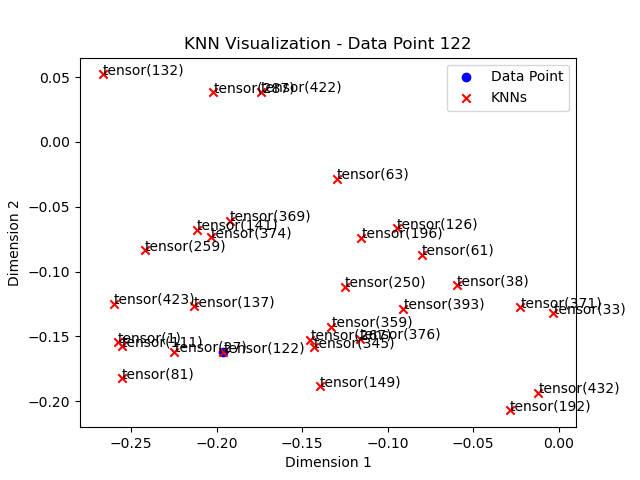 KNN Visualization - Data Point 122
Data Point
KNNs
tensor(132)
tensor(287)
tensor(422)
tensor(63)
tensor(369)
tensor(141)
tensor(374)
tensor(126)
tensor(196)
tensor(259)
tensor(61)
tensor(250)
tensor(38)
tensor(423)
tensor(137)
tensor(393)
tensor(371)
tensor(33)
tensor(359)
tensor(376)
tensor(345)
tensor(1)
tensor(111)
tensor(37)
tensor(122)
tensor(81)
tensor(149)
tensor(432)
tensor(192)
0.05
0.00
−0.05
−0.10
−0.15
−0.20
Dimension 2
−0.25
−0.20
−0.15
−0.10
−0.05
0.00
Dimension 1